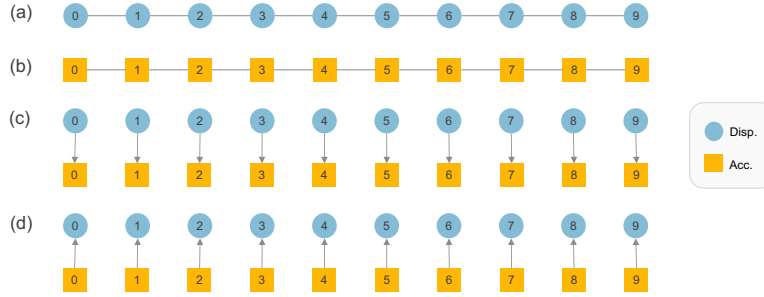 (a) 0 1 2 3 4 5 6 7 8 9
(b) 0 1 2 3 4 5 6 7 8 9
(c) 0 1 2 3 4 5 6 7 8 9
0 1 2 3 4 5 6 7 8 9
(d) 0 1 2 3 4 5 6 7 8 9
0 1 2 3 4 5 6 7 8 9
Disp.
Acc.